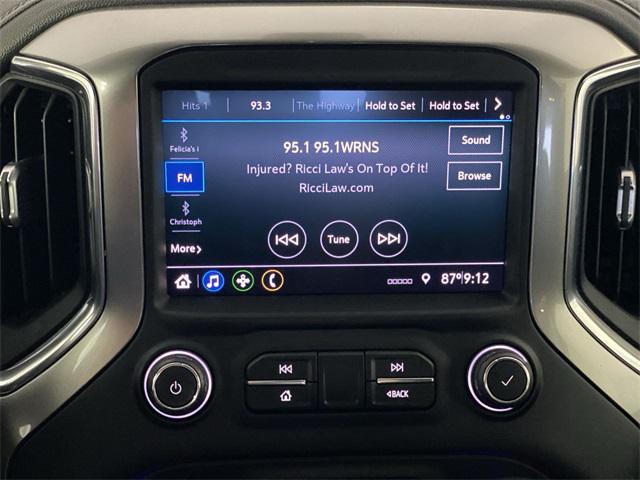 Hits 1 93.3 The Highway Hold to Set Hold to Set
Felicia's i
95.1 95.1WRNS
Sound
FM
Injured? Ricci Law's On Top Of It!
RicciLaw.com
Browse
Christoph
Tune
More
87° 9:12
BACK